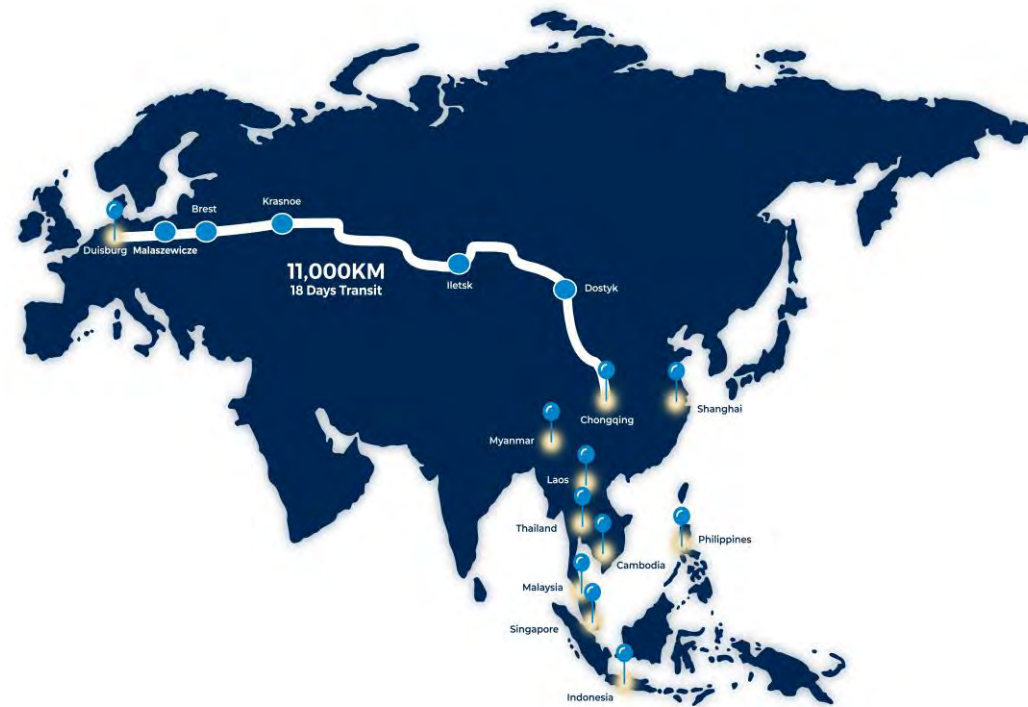 Krasnoe
Brest
Duisburg
Malaszewicze
11,000KM
18 Days Transit
Iletsk
Dostyk
Chongqing
Shanghai
Myanmar
Laos
Thailand
Philippines
Cambodia
Malaysia
Singapore
Indonesia